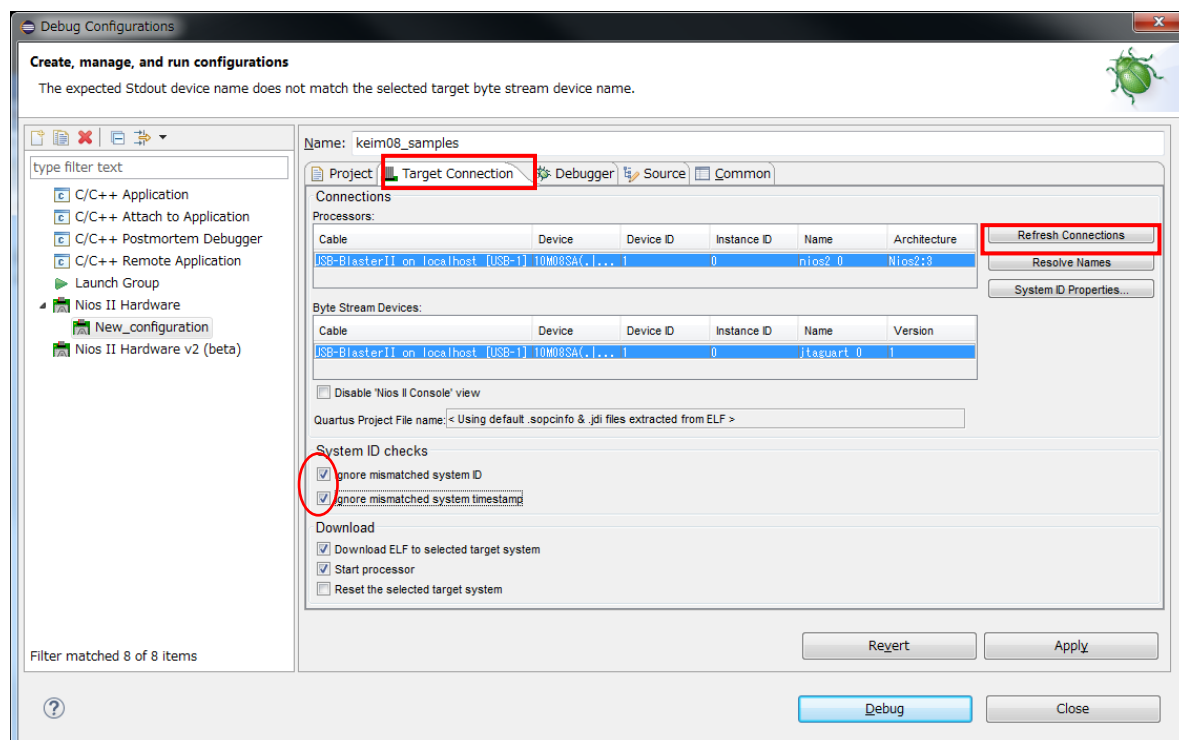 Debug Configurations
Create, manage, and run configurations
The expected Stdout device name does not match the selected target byte stream device name.
type filter text
C/C++ Application
C/C++ Attach to Application
C/C++ Postmortem Debugger
C/C++ Remote Application
Launch Group
Nios II Hardware
New_configuration
Nios II Hardware v2 (beta)
Filter matched 8 of 8 items
Name: keim08_samples
Project Target Connection Debugger Source Common
Connections
Processors:
Cable Device Device ID Instance ID Name Architecture
USB-BlasterII on localhost [USB-1] 10M08SA(.|... 1 0 nios2_0 Nios2:3
Refresh Connections
Resolve Names
System ID Properties...
Byte Stream Devices:
Cable Device Device ID Instance ID Name Version
USB-BlasterII on localhost [USB-1] 10M08SA(.|... 1 0 jtaguart_0 1
Disable 'Nios II Console' view
Quartus Project File name: < Using default .sopcinfo & .jdi files extracted from ELF >
System ID checks
Ignore mismatched system ID
Ignore mismatched system timestamp
Download
Download ELF to selected target system
Start processor
Reset the selected target system
Revert Apply
? Debug Close